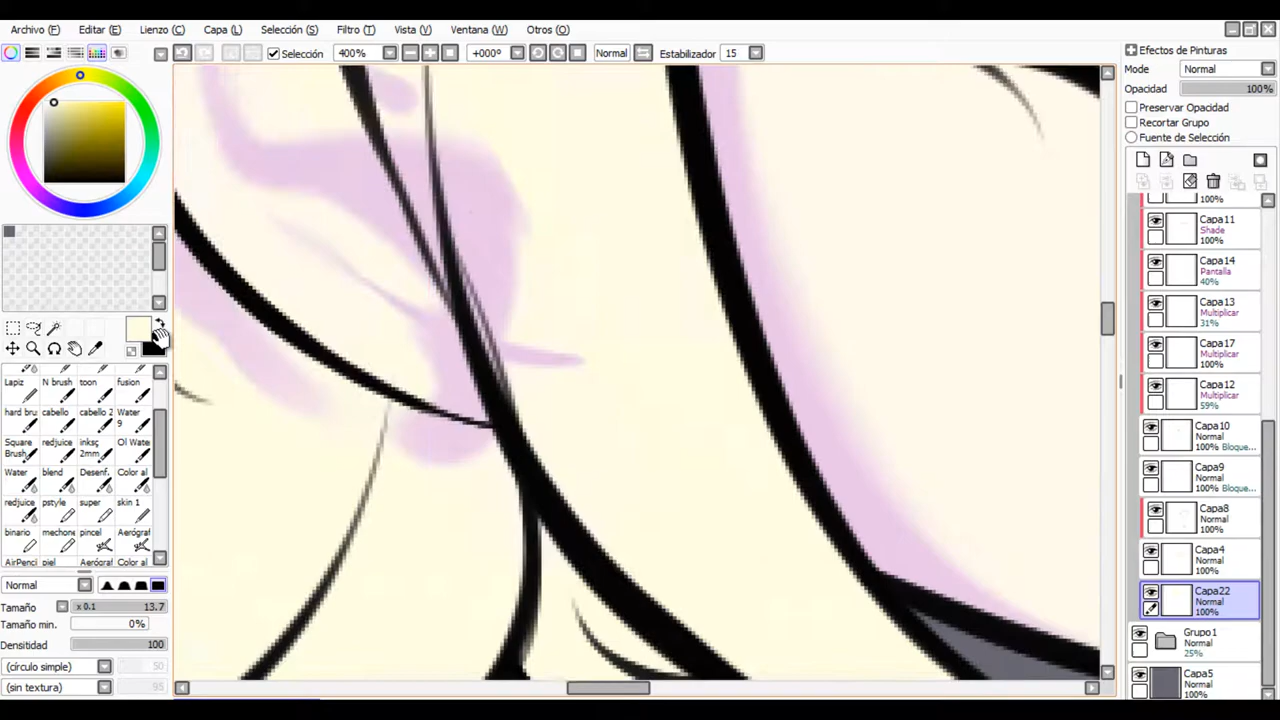 Archivo (F) Editar (E) Lienzo (C) Capa (L) Selección (S) Filtro (T) Vista (V) Ventana (W) Otros (O)
Selección 400% +000º Normal Estabilizador 15
Efectos de Pinturas
Mode Normal
Opacidad 100%
Preservar Opacidad
Recortar Grupo
Fuente de Selección
100%
Capa11
Shade
100%
Capa14
Pantalla
40%
Capa13
Multiplicar
31%
Capa17
Multiplicar
100%
Capa12
Multiplicar
59%
Capa10
Normal
100% Bloque...
Capa9
Normal
100% Bloque...
Capa8
Normal
100%
Capa4
Normal
100%
Capa22
Normal
100%
Grupo1
Normal
25%
Capa5
Normal
100%
Lapiz N brush toon fusion
hard bru cabello cabello 2 Water
9
Square redjuice inksç Ol Water
Brush 2mm
Water blend Desenf. Color al
redjuice pstyle super skin 1
binario mechone pincel Aerógraf
AirPenci piel Aerógraf Color al
Normal
Tamaño x 0.1 13.7
Tamaño min. 0%
Densitidad 100
(círculo simple) 50
(sin textura) 95